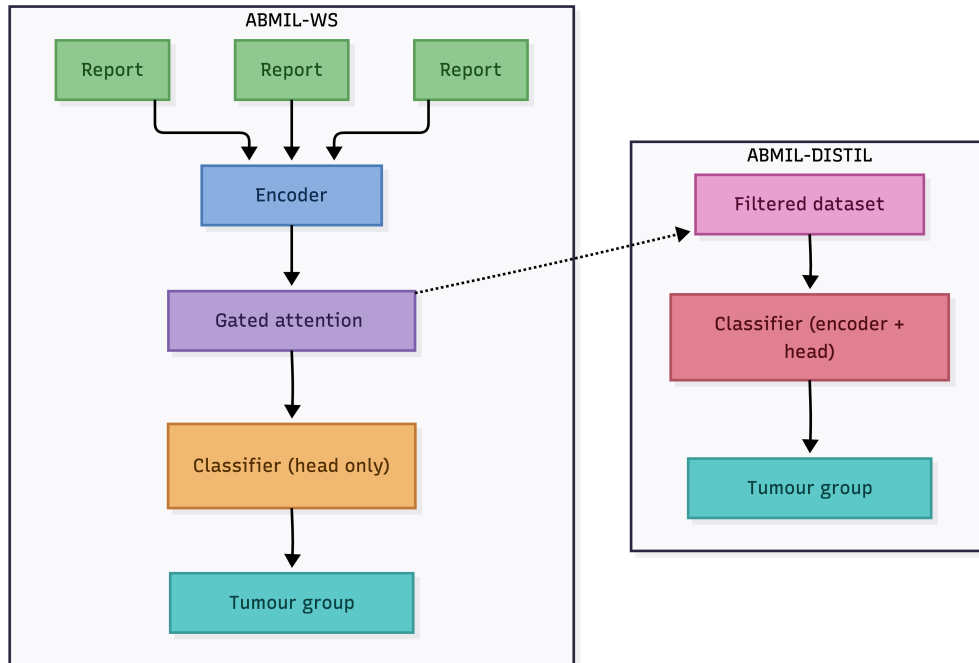 ABMIL-WS
Report
Report
Report
Encoder
Gated attention
Classifier (head only)
Tumour group
ABMIL-DISTIL
Filtered dataset
Classifier (encoder +
head)
Tumour group